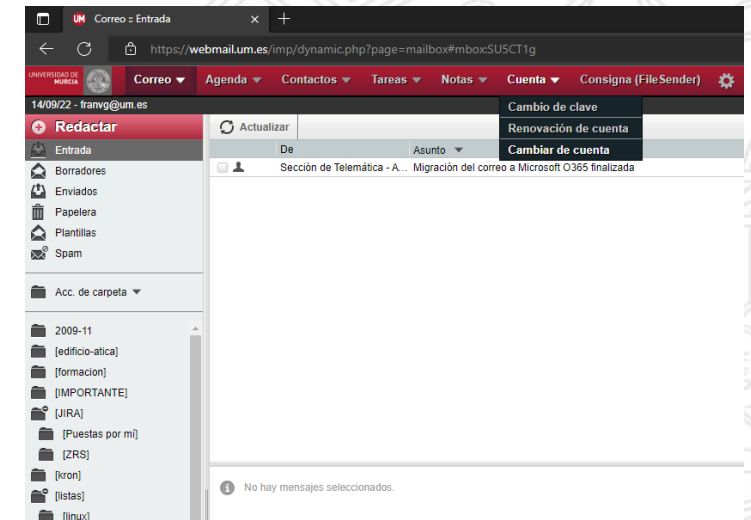 UM Correo :: Entrada
https://webmail.um.es/imp/dynamic.php?page=mailbox#mbox:SU5CT1g
UNIVERSIDAD DE
MURCIA
Correo Agenda Contactos Tareas Notas Cuenta Consigna (FileSender)
14/09/22 - franvg@um.es
Cambio de clave
Renovación de cuenta
Cambiar de cuenta
Redactar
Actualizar
De Asunto
Sección de Telemática - A... Migración del correo a Microsoft O365 finalizada
Entrada
Borradores
Enviados
Papelera
Plantillas
Spam
Acc. de carpeta
2009-11
[edificio-atica]
[formacion]
[IMPORTANTE]
[JIRA]
[Puestas por mí]
[ZRS]
[kron]
[listas]
[linux]
No hay mensajes seleccionados.